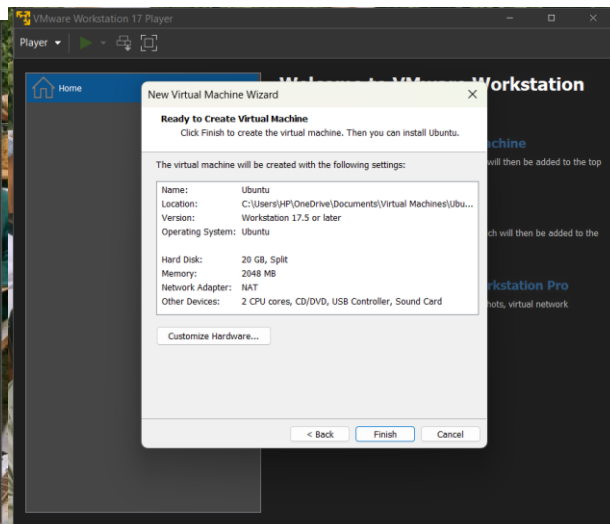 VMware Workstation 17 Player
Player
Home
Welcome to VMware Workstation
New Virtual Machine Wizard
Ready to Create Virtual Machine
Click Finish to create the virtual machine. Then you can install Ubuntu.
The virtual machine will be created with the following settings:
Name: Ubuntu
Location: C:\Users\HP\OneDrive\Documents\Virtual Machines\Ubu...
Version: Workstation 17.5 or later
Operating System: Ubuntu
Hard Disk: 20 GB, Split
Memory: 2048 MB
Network Adapter: NAT
Other Devices: 2 CPU cores, CD/DVD, USB Controller, Sound Card
Customize Hardware...
< Back Finish Cancel
achine
will then be added to the top
ch will then be added to the
rkstation Pro
hots, virtual network